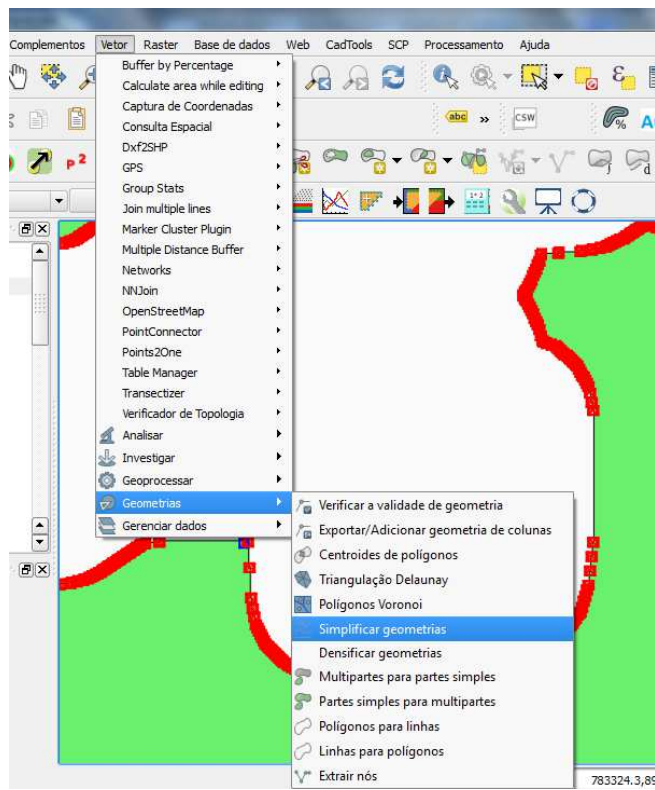 Complementos Vetor Raster Base de dados Web CadTools SCP Processamento Ajuda
Buffer by Percentage
Calculate area while editing
Captura de Coordenadas
Consulta Espacial
Dxf2SHP
GPS
Group Stats
Join multiple lines
Marker Cluster Plugin
Multiple Distance Buffer
Networks
NNJoin
OpenStreetMap
PointConnector
Points2One
Table Manager
Transectizer
Verificador de Topologia
Analisar
Investigar
Geoprocessar
Geometrias
Gerenciar dados
abc » CSW
P2
Verificar a validade de geometria
Exportar/Adicionar geometria de colunas
Centroides de polígonos
Triangulação Delaunay
Polígonos Voronoi
Simplificar geometrias
Densificar geometrias
Multipartes para partes simples
Partes simples para multipartes
Polígonos para linhas
Linhas para polígonos
Extrair nós
783324.3,89